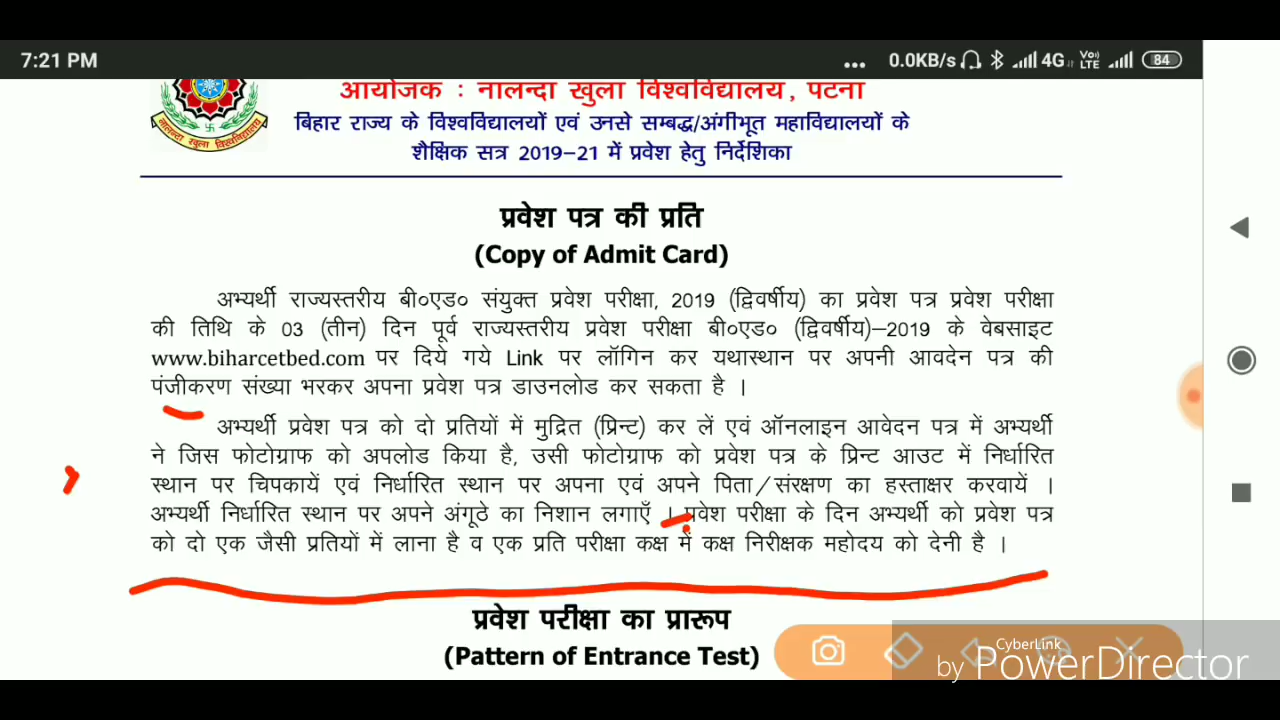 7:21 PM ... 0.0KB/s 4G Vo) LTE 84
आयोजक : नालन्दा खुला विश्वविद्यालय, पटना
बिहार राज्य के विश्वविद्यालयों एवं उनसे सम्बद्ध/अंगीभूत महाविद्यालयों के
नालन्दा खुला विश्वविद्यालय
शैक्षिक सत्र 2019–21 में प्रवेश हेतु निर्देशिका
प्रवेश पत्र की प्रति
(Copy of Admit Card)
अभ्यर्थी राज्यस्तरीय बी०एड० संयुक्त प्रवेश परीक्षा, 2019 (द्विवर्षीय) का प्रवेश पत्र प्रवेश परीक्षा
की तिथि के 03 (तीन) दिन पूर्व राज्यस्तरीय प्रवेश परीक्षा बी०एड० (द्विवर्षीय)–2019 के वेबसाइट
www.biharcetbed.com पर दिये गये Link पर लॉगिन कर यथास्थान पर अपनी आवदेन पत्र की
पंजीकरण संख्या भरकर अपना प्रवेश पत्र डाउनलोड कर सकता है ।
अभ्यर्थी प्रवेश पत्र को दो प्रतियों में मुद्रित (प्रिन्ट) कर लें एवं ऑनलाइन आवेदन पत्र में अभ्यर्थी
ने जिस फोटोग्राफ को अपलोड किया है, उसी फोटोग्राफ को प्रवेश पत्र के प्रिन्ट आउट में निर्धारित
स्थान पर चिपकायें एवं निर्धारित स्थान पर अपना एवं अपने पिता/संरक्षण का हस्ताक्षर करवायें ।
अभ्यर्थी निर्धारित स्थान पर अपने अंगूठे का निशान लगाएँ । प्रवेश परीक्षा के दिन अभ्यर्थी को प्रवेश पत्र
को दो एक जैसी प्रतियों में लाना है व एक प्रति परीक्षा कक्ष में कक्ष निरीक्षक महोदय को देनी है ।
प्रवेश परीक्षा का प्रारूप
(Pattern of Entrance Test)
CyberLink
by PowerDirector